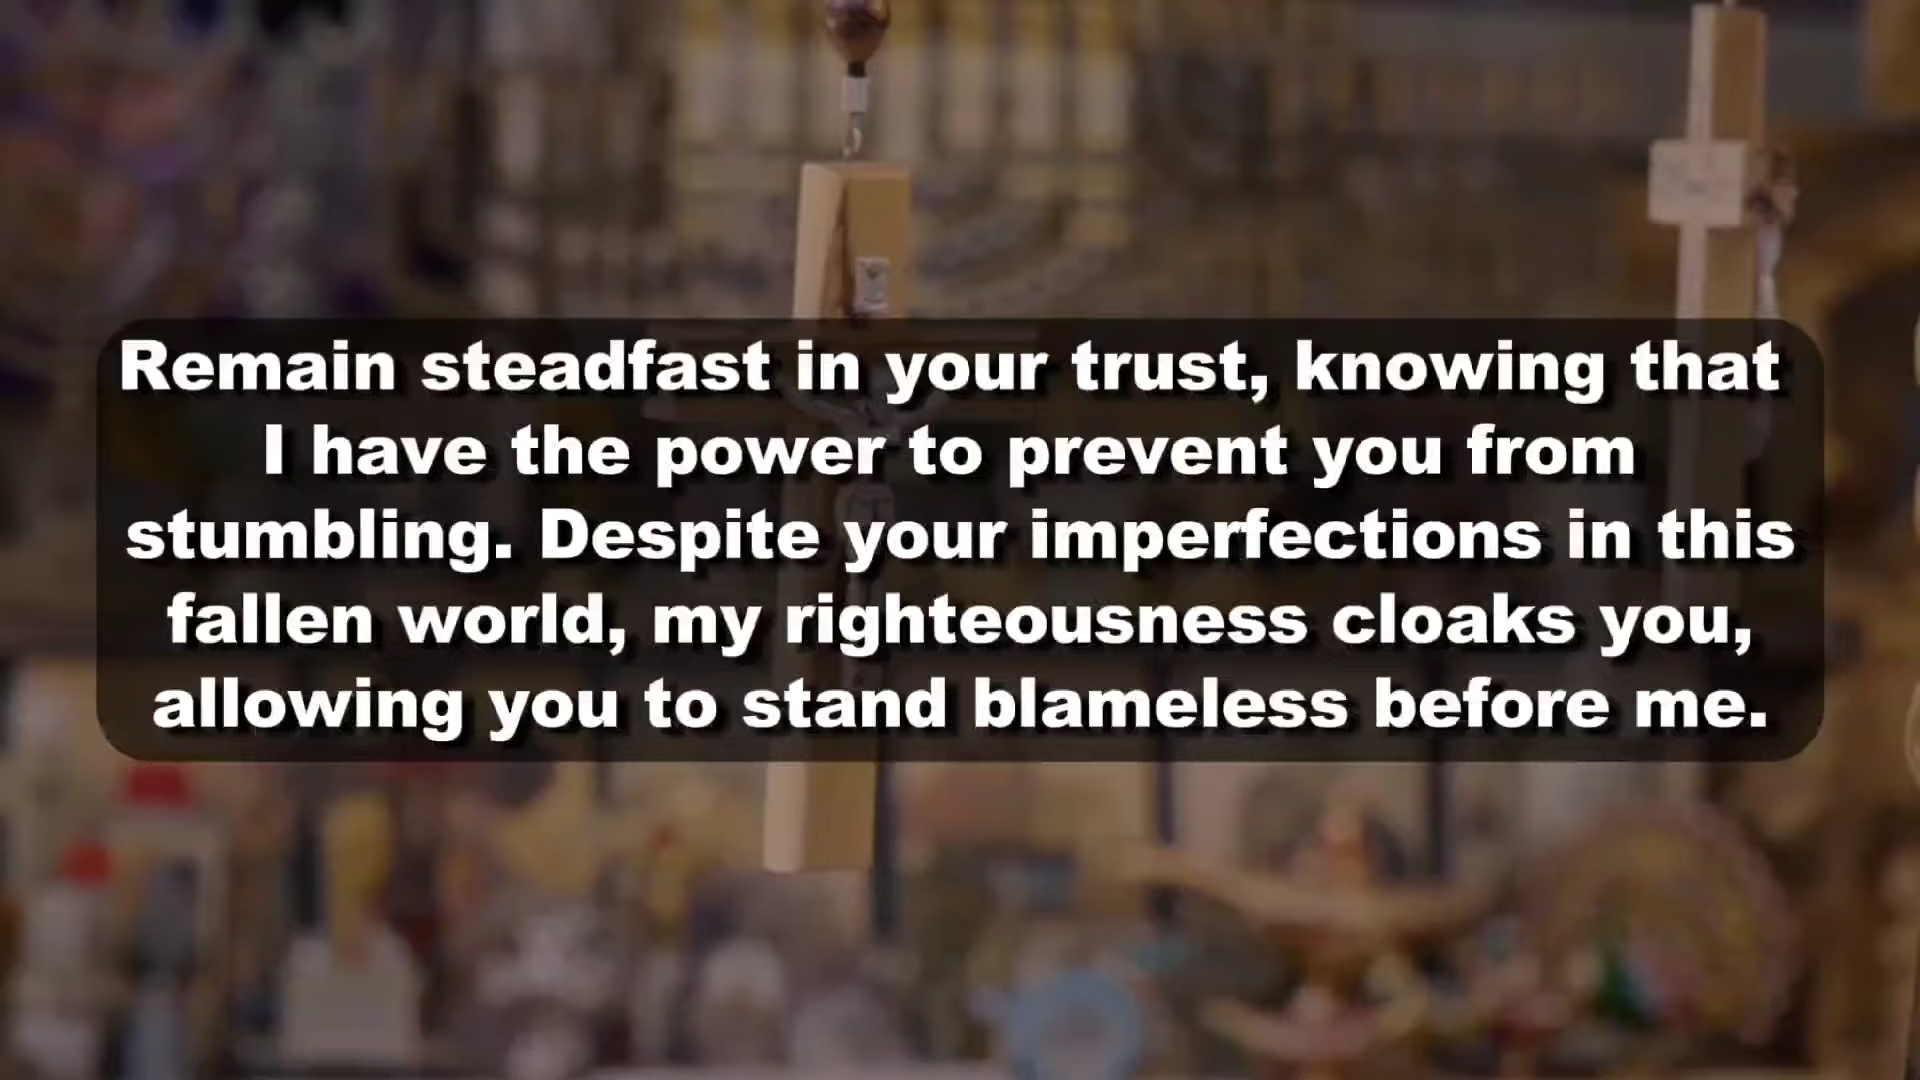 Remain steadfast in your trust, knowing that
I have the power to prevent you from
stumbling. Despite your imperfections in this
fallen world, my righteousness cloaks you,
allowing you to stand blameless before me.